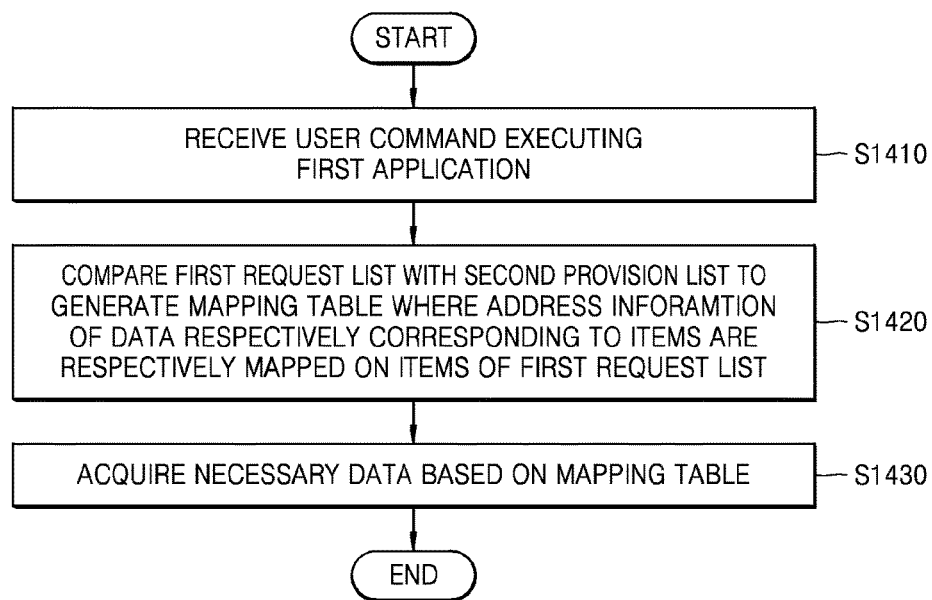 START
RECEIVE USER COMMAND EXECUTING
FIRST APPLICATION
S1410
COMPARE FIRST REQUEST LIST WITH SECOND PROVISION LIST TO
GENERATE MAPPING TABLE WHERE ADDRESS INFORAMTION
OF DATA RESPECTIVELY CORRESPONDING TO ITEMS ARE
RESPECTIVELY MAPPED ON ITEMS OF FIRST REQUEST LIST
S1420
ACQUIRE NECESSARY DATA BASED ON MAPPING TABLE
S1430
END